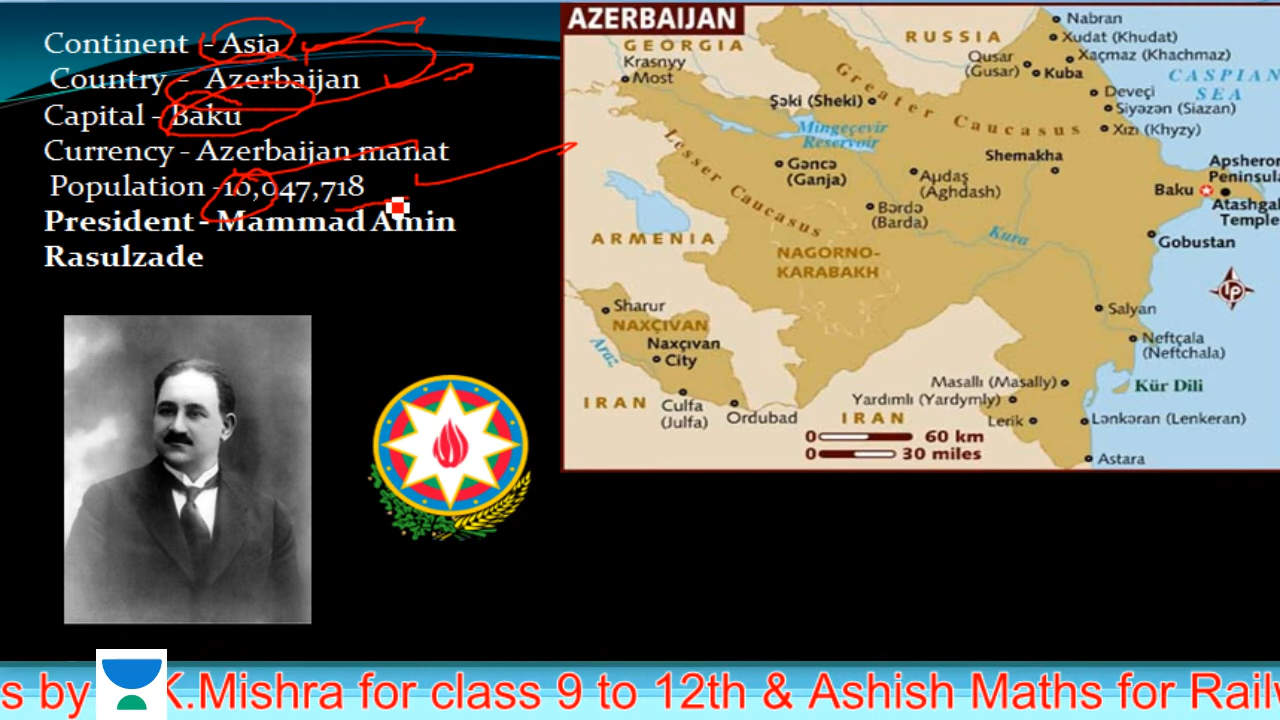 Continent - Asia
Country - Azerbaijan
Capital - Baku
Currency - Azerbaijan manat
Population -10,047,718
President - Mammad Amin
Rasulzade
AZERBAIJAN
GEORGIA
RUSSIA
Nabran
Xudat (Khudat)
Xaçmaz (Khachmaz)
Qusar
(Gusar)
Kuba
Krasnyy
Most
CASPIAN
SEA
Greater Caucasus
Deveçi
Siyəzən (Siazan)
Xızı (Khyzy)
Şəki (Sheki)
Mingeçevir
Reservoir
Lesser Caucasus
Shemakha
Gəncə
(Ganja)
Aµdaş
(Aghdash)
Apsheron
Peninsula
Baku
Atashgah
Temple
Bərdə
(Barda)
ARMENIA
Kura
Gobustan
NAGORNO-
KARABAKH
IP
Sharur
NAXÇIVAN
Naxçıvan
City
Araz
Salyan
Neftçala
(Neftchala)
Masallı (Masally)
Kür Dili
Yardımlı (Yardymly)
IRAN
Culfa
(Julfa)
Ordubad
IRAN
Lerik
Lənkəran (Lenkeran)
0 60 km
0 30 miles
Astara
s by K.Mishra for class 9 to 12th & Ashish Maths for Rail